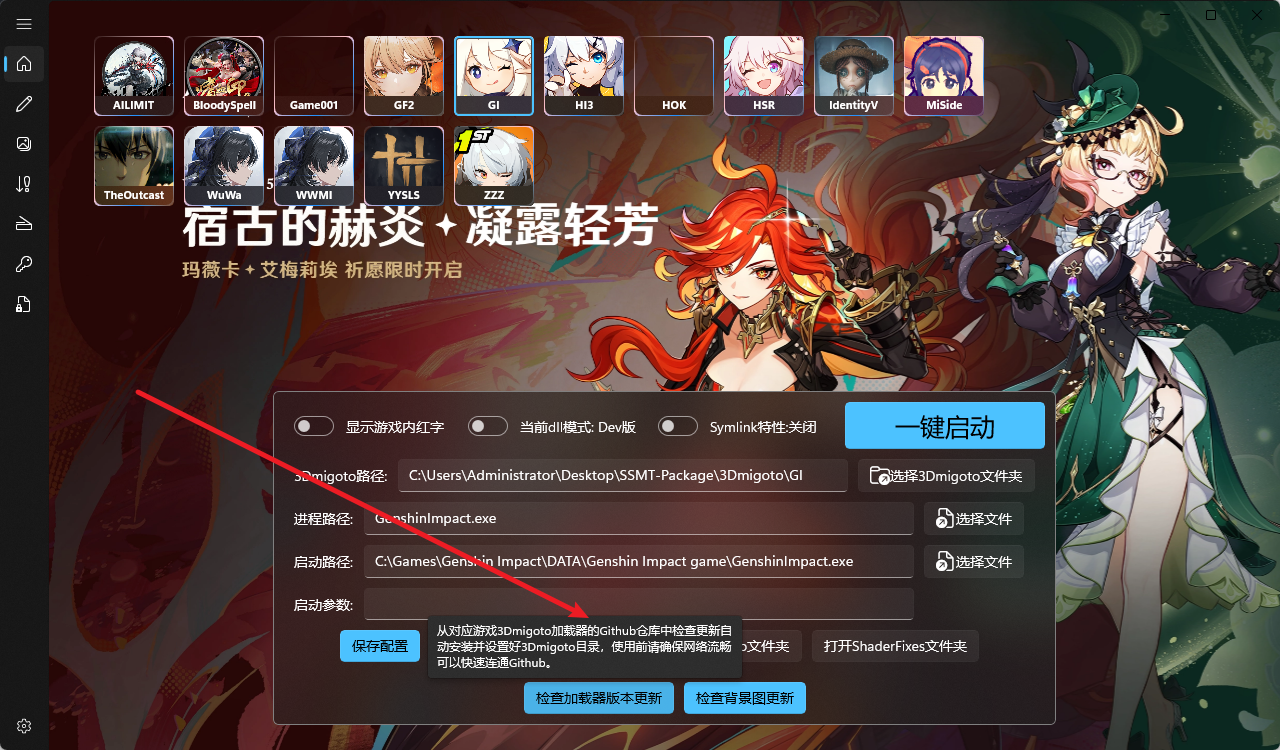 AILIMIT
BloodySpell
Game001
GF2
GI
HI3
HOK
HSR
IdentityV
MiSide
TheOutcast
WuWa
WWMI
YYSLS
1ST
ZZZ
5
宿古的赫炎✦凝露轻芳
玛薇卡✦艾梅莉埃 祈愿限时开启
显示游戏内红字
当前dll模式: Dev版
Symlink特性:关闭
一键启动
3Dmigoto路径:
C:\Users\Administrator\Desktop\SSMT-Package\3Dmigoto\GI
选择3Dmigoto文件夹
进程路径:
GenshinImpact.exe
选择文件
启动路径:
C:\Games\Genshin Impact\DATA\Genshin Impact game\GenshinImpact.exe
选择文件
启动参数:
从对应游戏3Dmigoto加载器的Github仓库中检查更新自
动安装并设置好3Dmigoto目录，使用前请确保网络流畅
可以快速连通Github。
保存配置
o文件夹
打开ShaderFixes文件夹
检查加载器版本更新
检查背景图更新